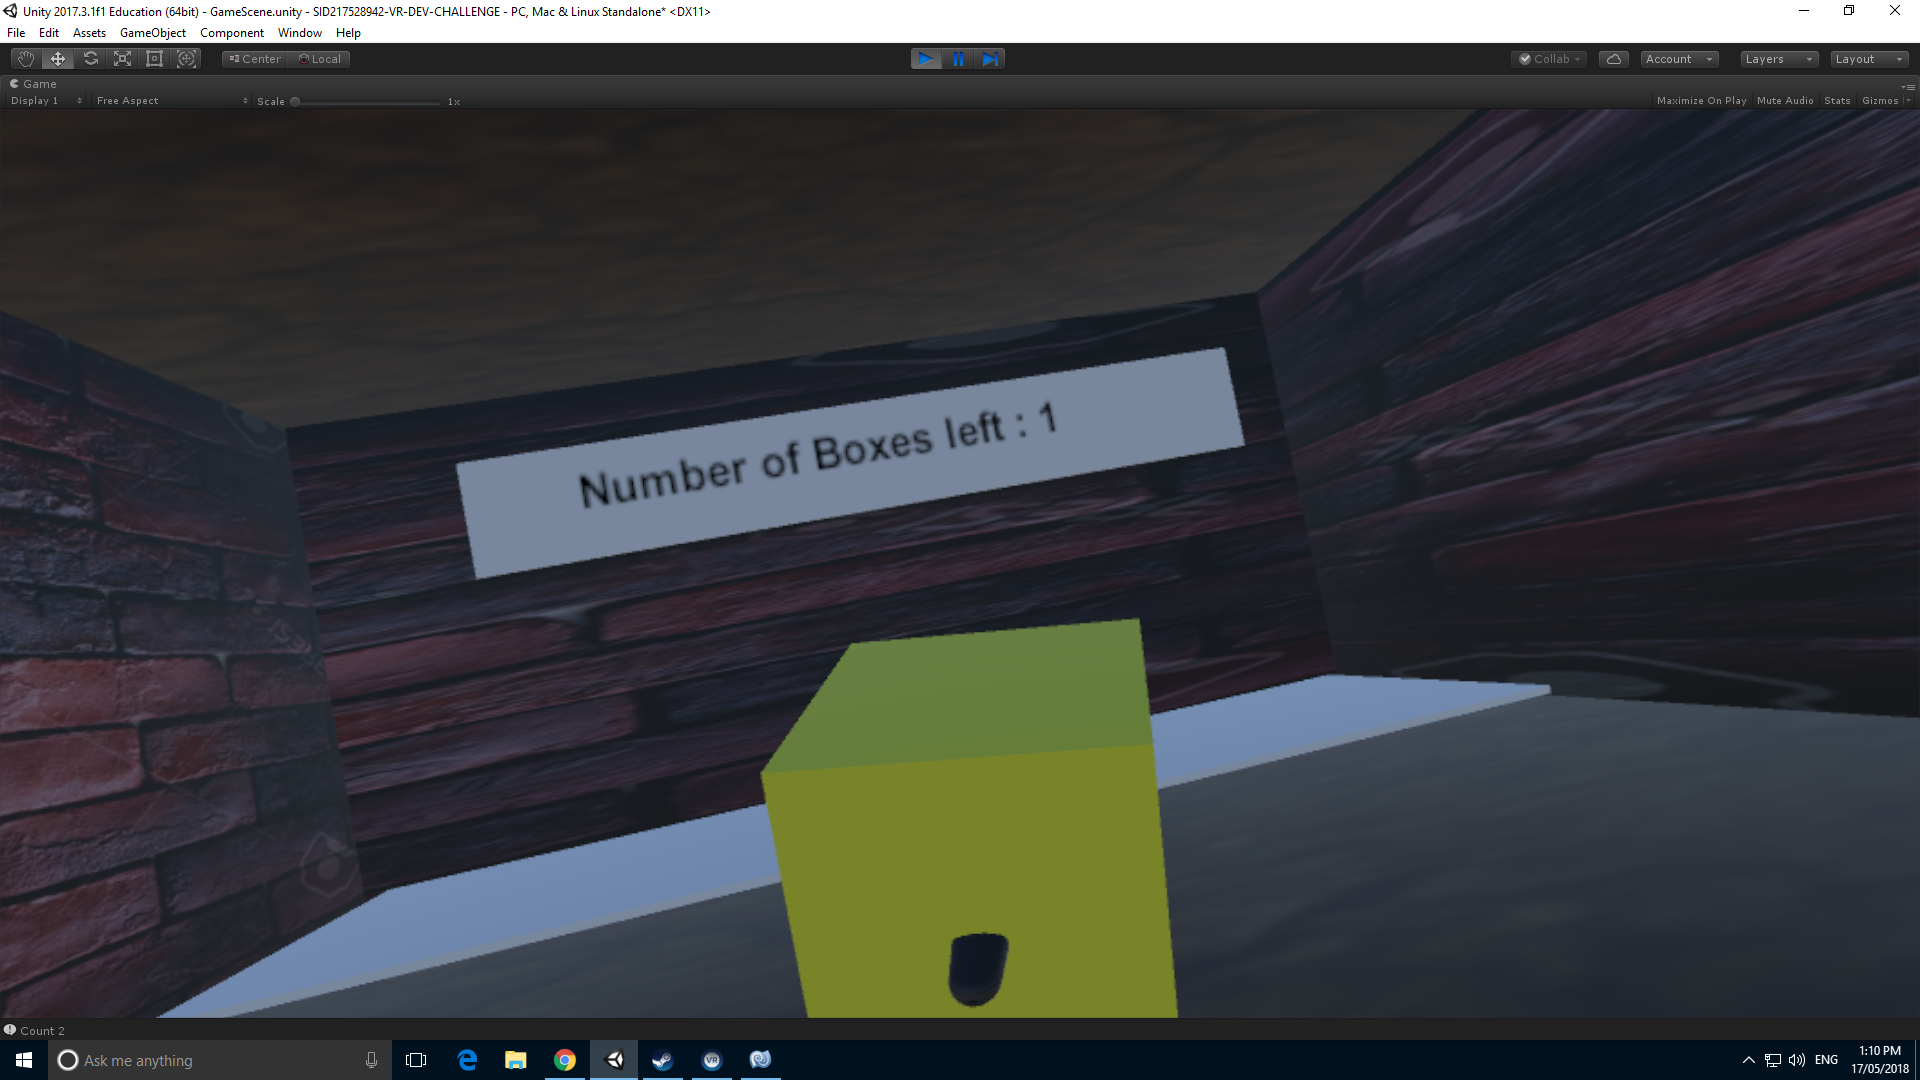 Unity 2017.3.1f1 Education (64bit) - GameScene.unity - SID217528942-VR-DEV-CHALLENGE - PC, Mac & Linux Standalone* <DX11>
File Edit Assets GameObject Component Window Help
Center Local Collab Account Layers Layout
Game
Display 1 Free Aspect Scale 1x Maximize On Play Mute Audio Stats Gizmos
Number of Boxes left : 1
Count 2
Ask me anything
VR
ENG
1:10 PM
17/05/2018